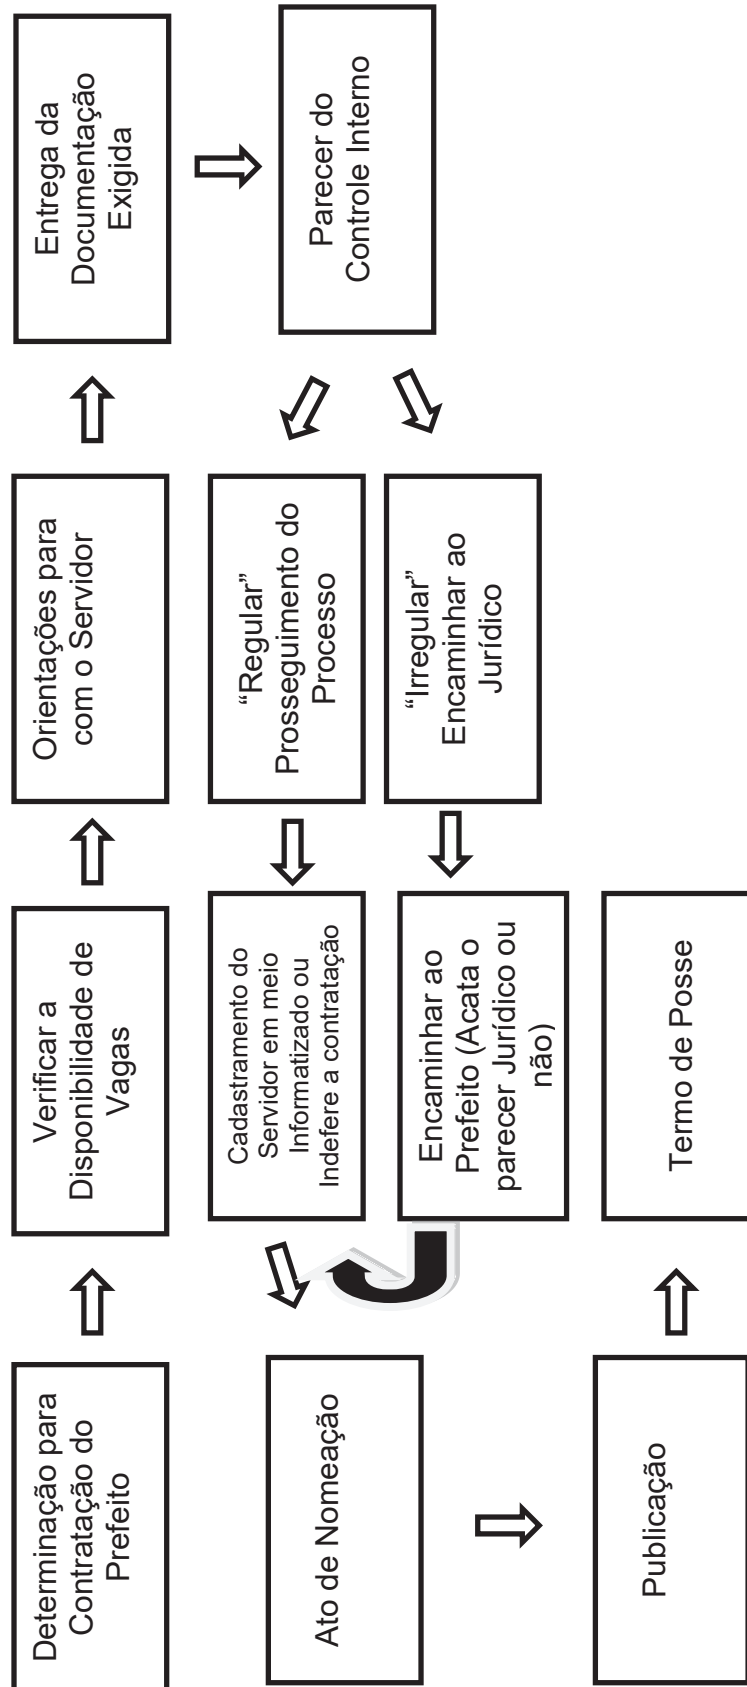 Determinação para
Contratação do
Prefeito
Verificar a
Disponibilidade de
Vagas
Orientações para
com o Servidor
Entrega da
Documentação
Exigida
Parecer do
Controle Interno
“Regular”
Prosseguimento do
Processo
“Irregular”
Encaminhar ao
Jurídico
Cadastramento do
Servidor em meio
Informatizado ou
Indefere a contratação
Encaminhar ao
Prefeito (Acata o
parecer Jurídico ou
não)
Ato de Nomeação
Publicação
Termo de Posse